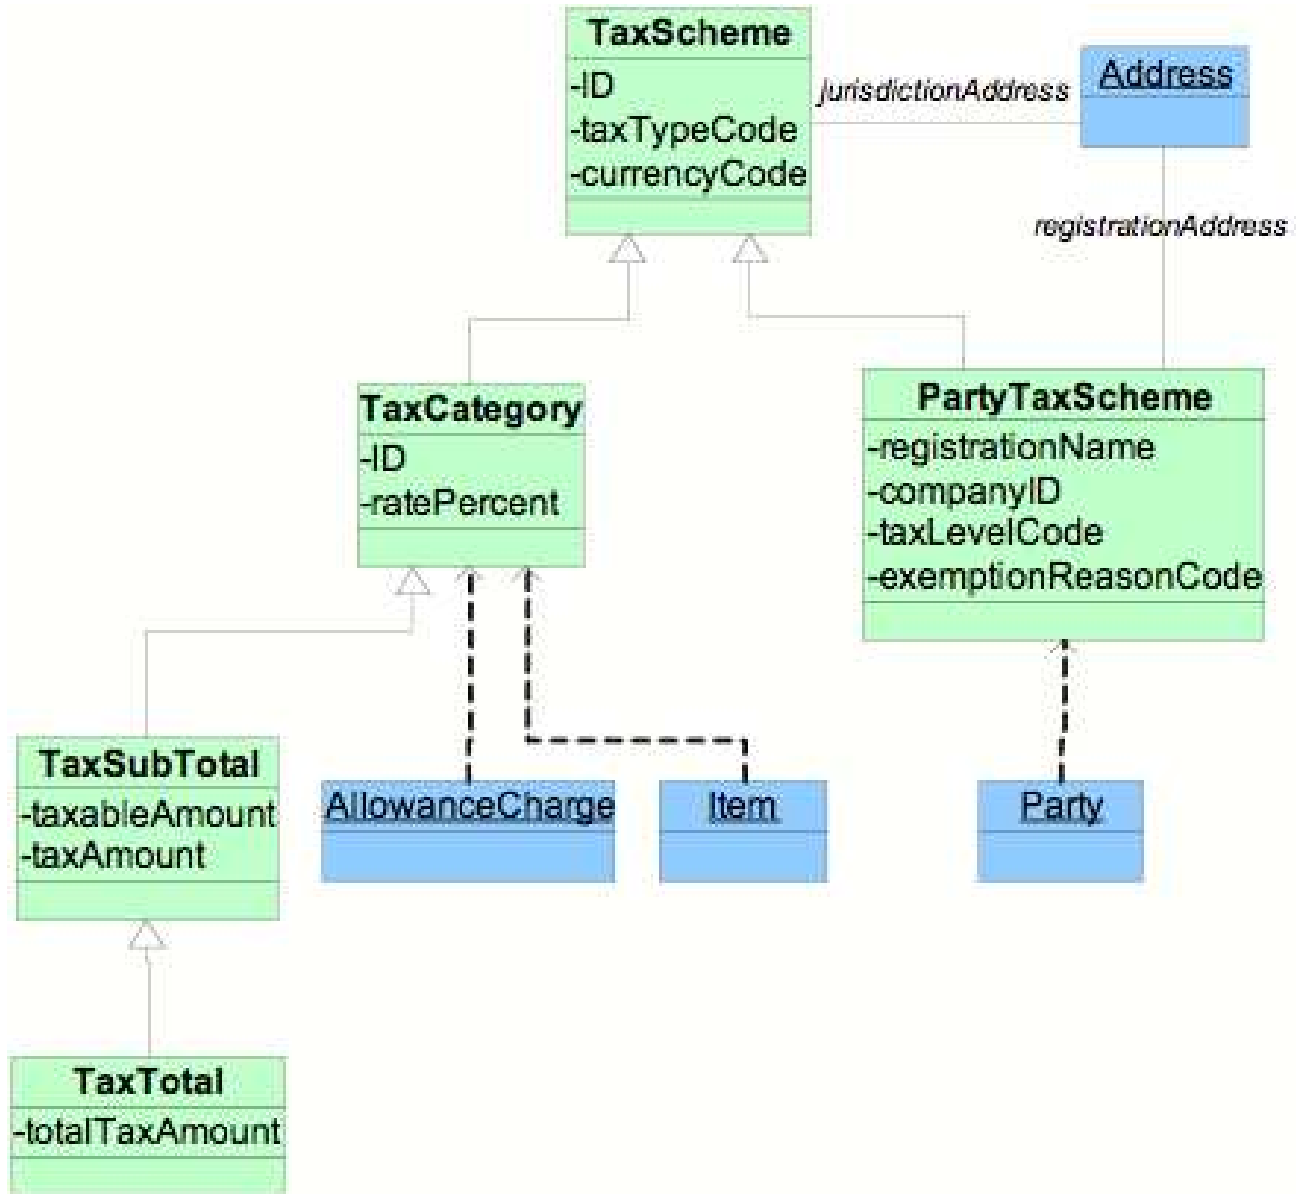 TaxScheme
-ID
-taxTypeCode
-currencyCode
jurisdictionAddress
Address
registrationAddress
TaxCategory
-ID
-ratePercent
PartyTaxScheme
-registrationName
-companyID
-taxLevelCode
-exemptionReasonCode
TaxSubTotal
-taxableAmount
-taxAmount
AllowanceCharge
Item
Party
TaxTotal
-totalTaxAmount